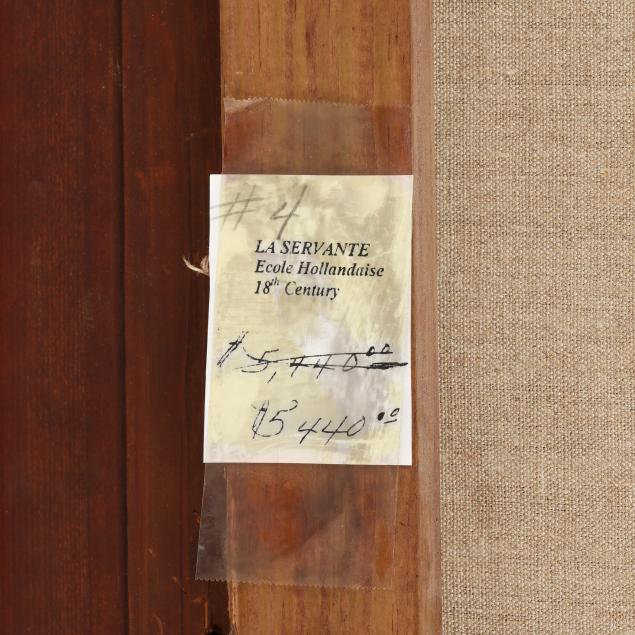 #4
LA SERVANTE
Ecole Hollandaise
18th Century
$5,440.00
$5440.00